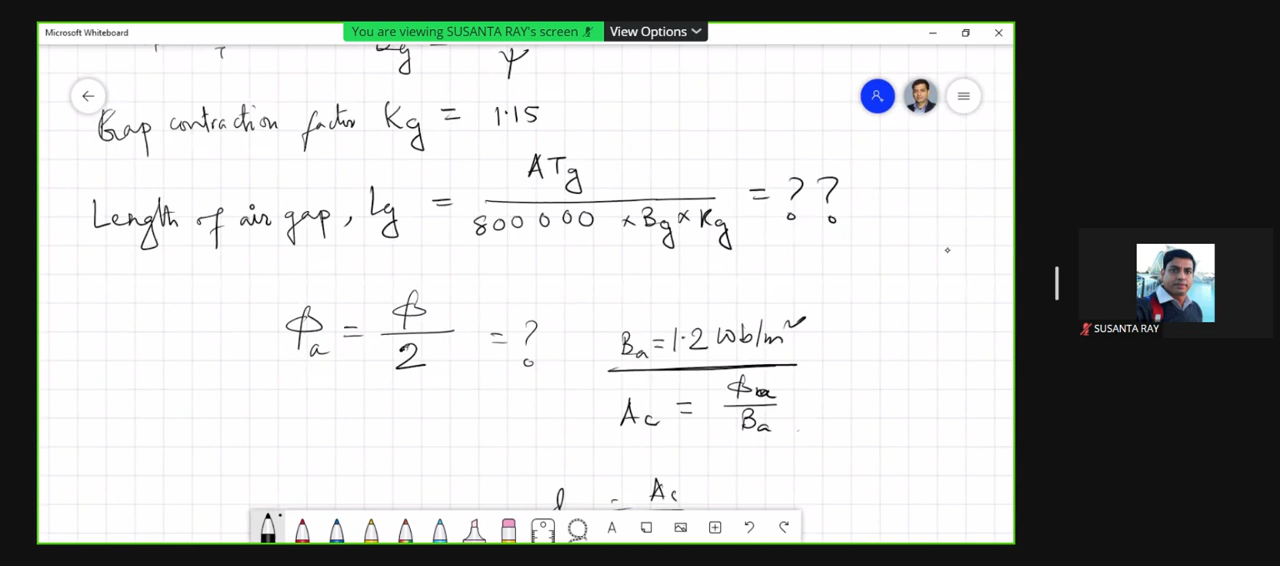 Microsoft Whiteboard
You are viewing SUSANTA RAY's screen
View Options
g =
T ψ
Gap contraction factor Kg = 1.15
Length of air gap, Lg = ATg / 800000 × Bg × Kg = ? ?
ϕa = ϕ / 2 = ?
Ba = 1.2 wb/m²
Ac = ϕa / Ba
= Ac
SUSANTA RAY